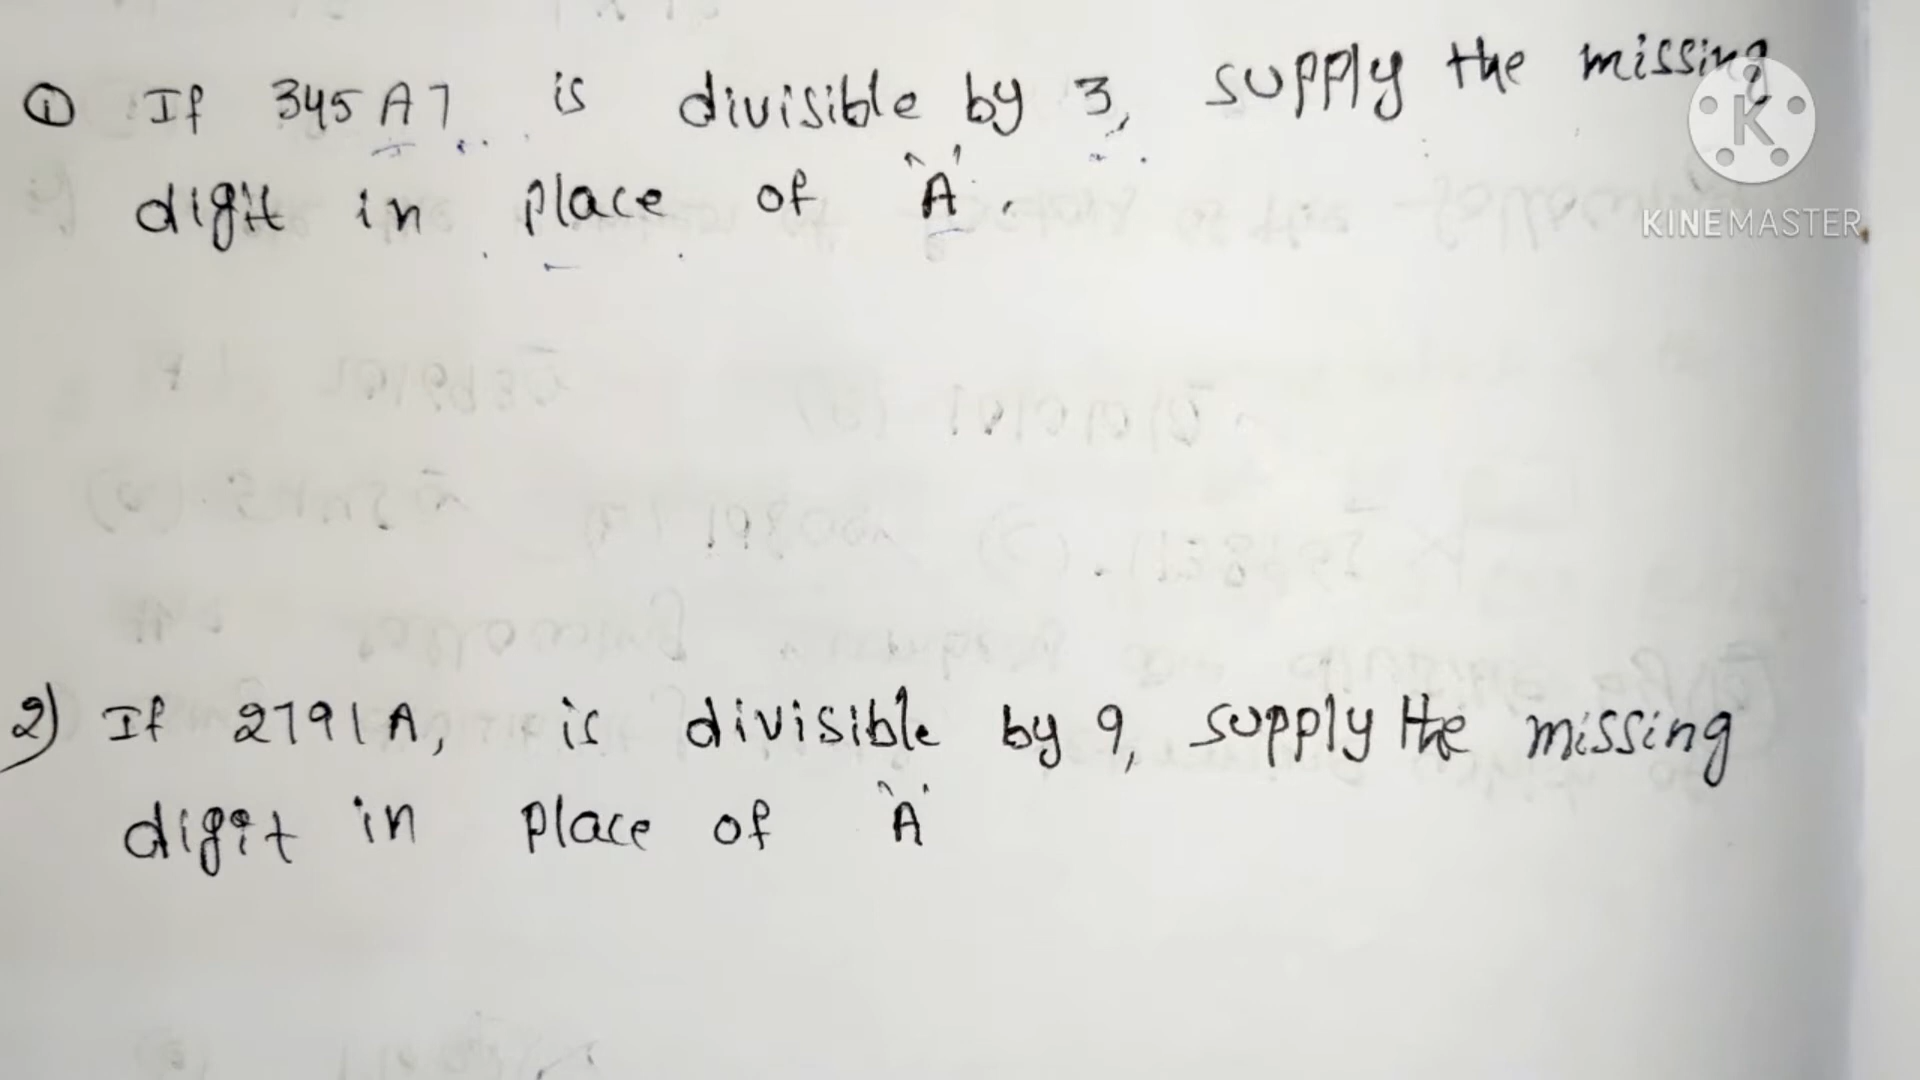 ① If 345A7 is divisible by 3, supply the missing
digit in place of 'A'.
2) If 2791A, is divisible by 9, supply the missing
digit in place of 'A'
K
KINEMASTER